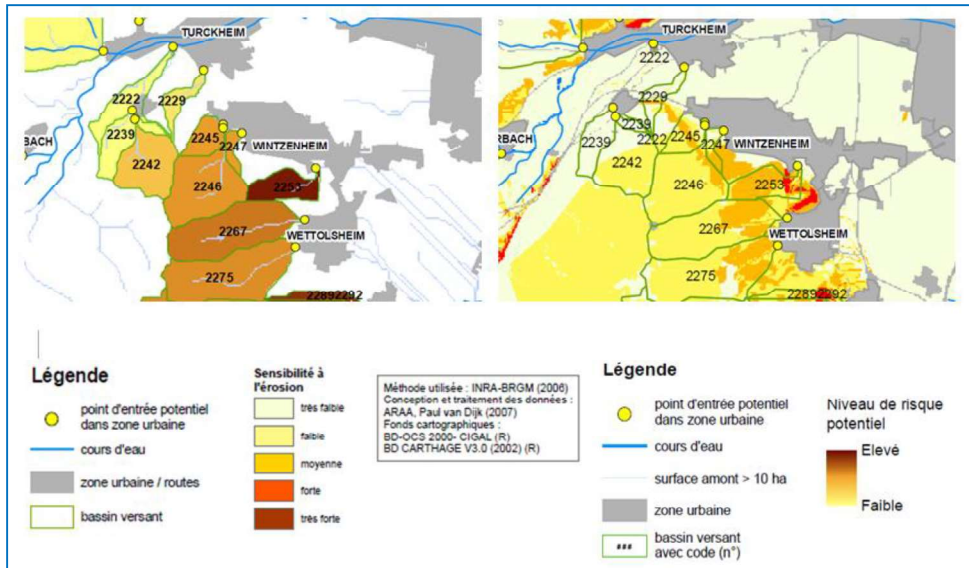 TURCKHEIM
2222
2229
2239
BACH
2245
2247
WINTZENHEIM
2242
2246
2253
2267
WETTOLSHEIM
2275
22892292
TURCKHEIM
2222
2229
2239
2239
2222
2245
2247
WINTZENHEIM
RBACH
2242
2246
2253
2267
WETTOLSHEIM
2275
22892292
Légende
point d'entrée potentiel
dans zone urbaine
cours d'eau
zone urbaine / routes
bassin versant
Sensibilité à
l'érosion
très faible
faible
moyenne
forte
très forte
Méthode utilisée : INRA-BRGM (2006)
Conception et traitement des données :
ARAA, Paul van Dijk (2007)
Fonds cartographiques :
BD-OCS 2000- CIGAL (R)
BD CARTHAGE V3.0 (2002) (R)
Légende
point d'entrée potentiel
dans zone urbaine
cours d'eau
surface amont > 10 ha
zone urbaine
###
bassin versant
avec code (n°)
Niveau de risque
potentiel
Elevé
Faible